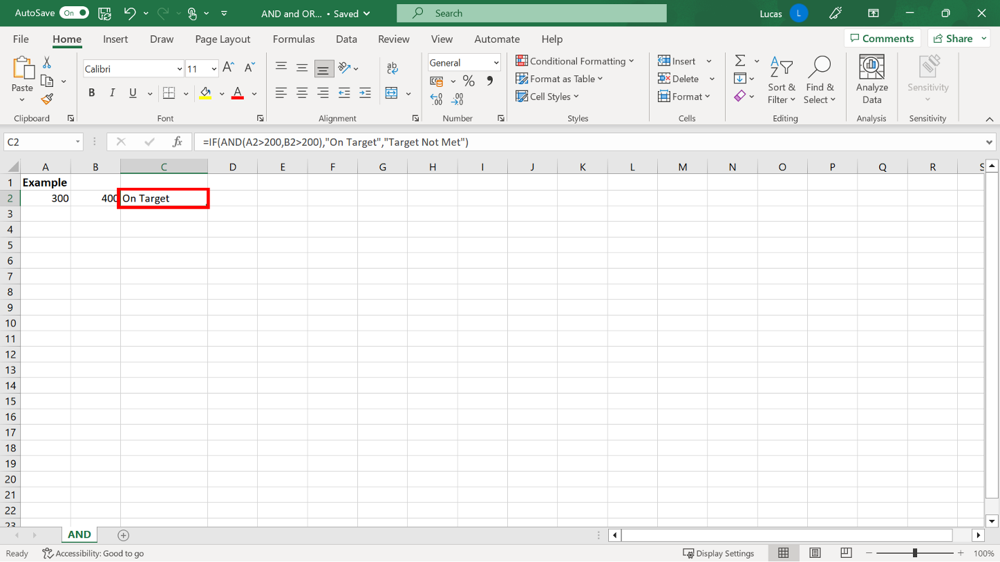 AutoSave On AND and OR... • Saved Search Lucas L
File Home Insert Draw Page Layout Formulas Data Review View Automate Help Comments Share
Paste
Clipboard
Calibri 11 A A
B I U A
Font
ab c
Alignment
General
% 9
.00 .00 .0
Number
Conditional Formatting
Format as Table
Cell Styles
Styles
Insert
Delete
Format
Cells
Sort & Filter
Find & Select
Editing
Analyze Data
Analysis
Sensitivity
Sensitivity
C2 fx =IF(AND(A2>200,B2>200),"On Target","Target Not Met")
A B C D E F G H I J K L M N O P Q R S
1 Example
2 300 400 On Target
3
4
5
6
7
8
9
10
11
12
13
14
15
16
17
18
19
20
21
22
23
AND
Ready Accessibility: Good to go Display Settings 100%